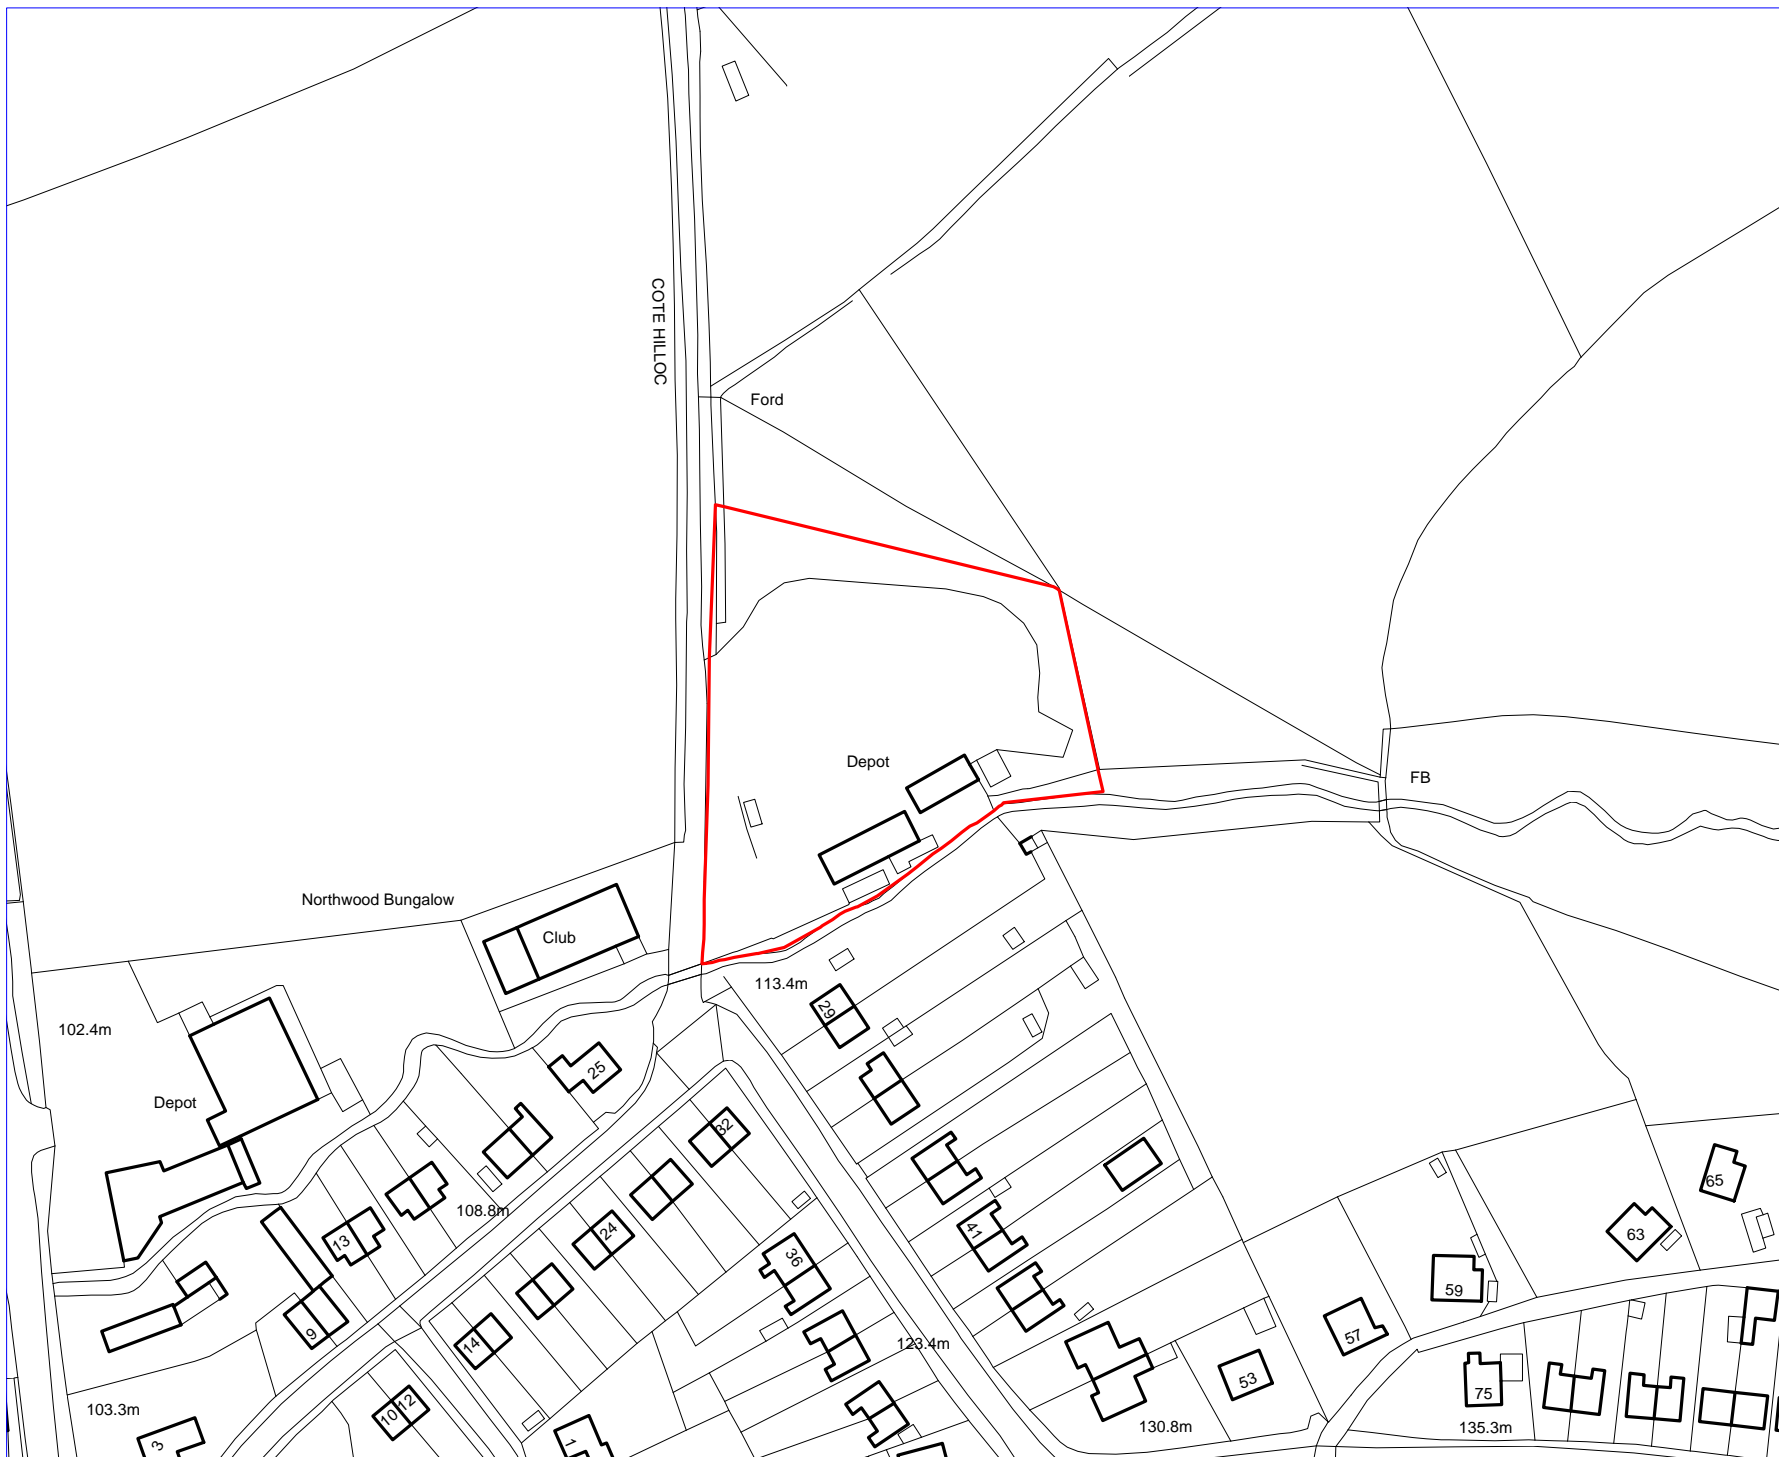 COTE HILLOC
Ford
Depot
FB
Northwood Bungalow
Club
113.4m
29
102.4m
25
Depot
32
65
108.8m
13
24
41
36
63
59
9
14
123.4m
57
53
75
10
12
103.3m
130.8m
135.3m
3
1